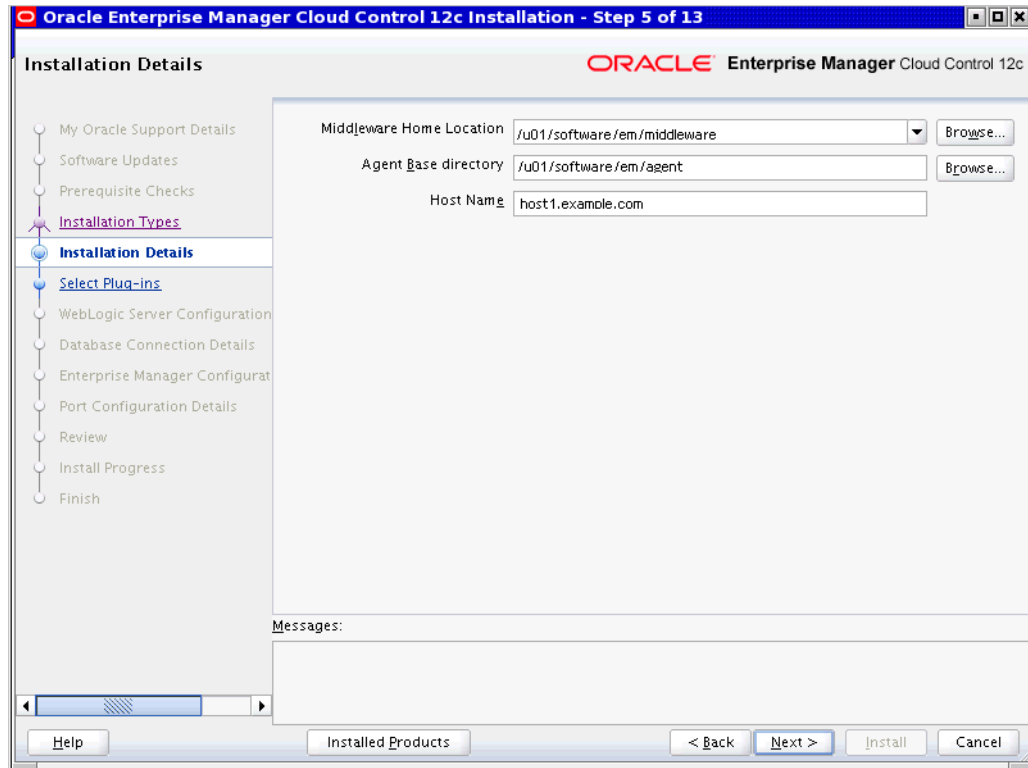 Oracle Enterprise Manager Cloud Control 12c Installation - Step 5 of 13
Installation Details
ORACLE Enterprise Manager Cloud Control 12c
My Oracle Support Details
Software Updates
Prerequisite Checks
Installation Types
Installation Details
Select Plug-ins
WebLogic Server Configuration
Database Connection Details
Enterprise Manager Configurat
Port Configuration Details
Review
Install Progress
Finish
Middleware Home Location /u01/software/em/middleware Browse...
Agent Base directory /u01/software/em/agent Browse...
Host Name host1.example.com
Messages:
Help Installed Products < Back Next > Install Cancel